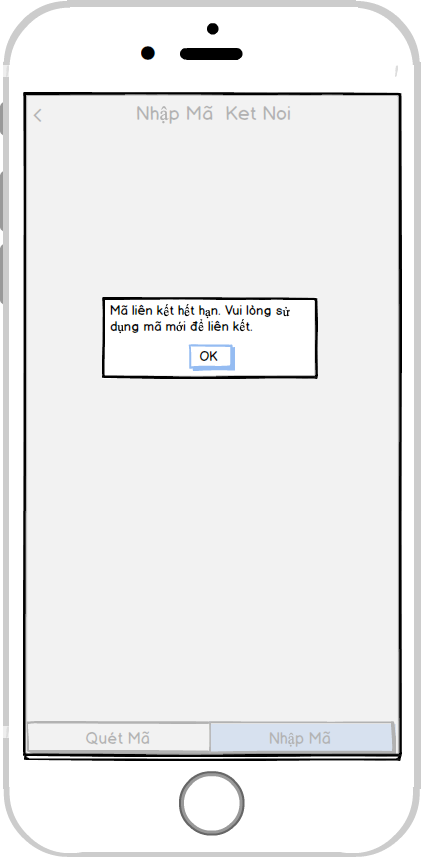 Nhập Mã Ket Noi
Mã liên kết hết hạn. Vui lòng sử
dụng mã mới để liên kết.
OK
Quét Mã
Nhập Mã